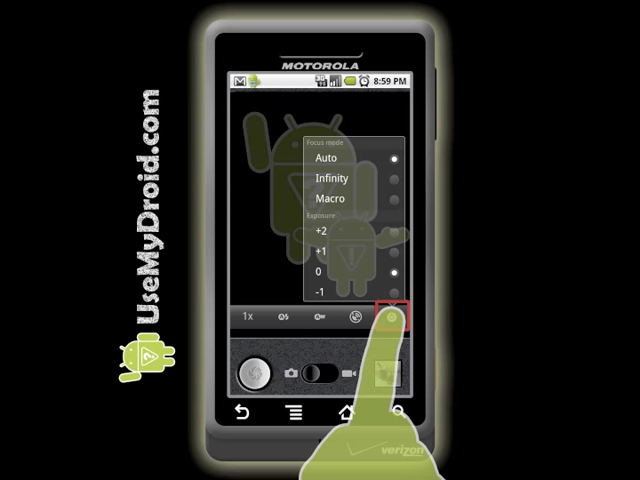 UseMyDroid.com
MOTOROLA
8:59 PM
Focus mode
Auto
Infinity
Macro
Exposure
+2
+1
0
-1
1x
verizon